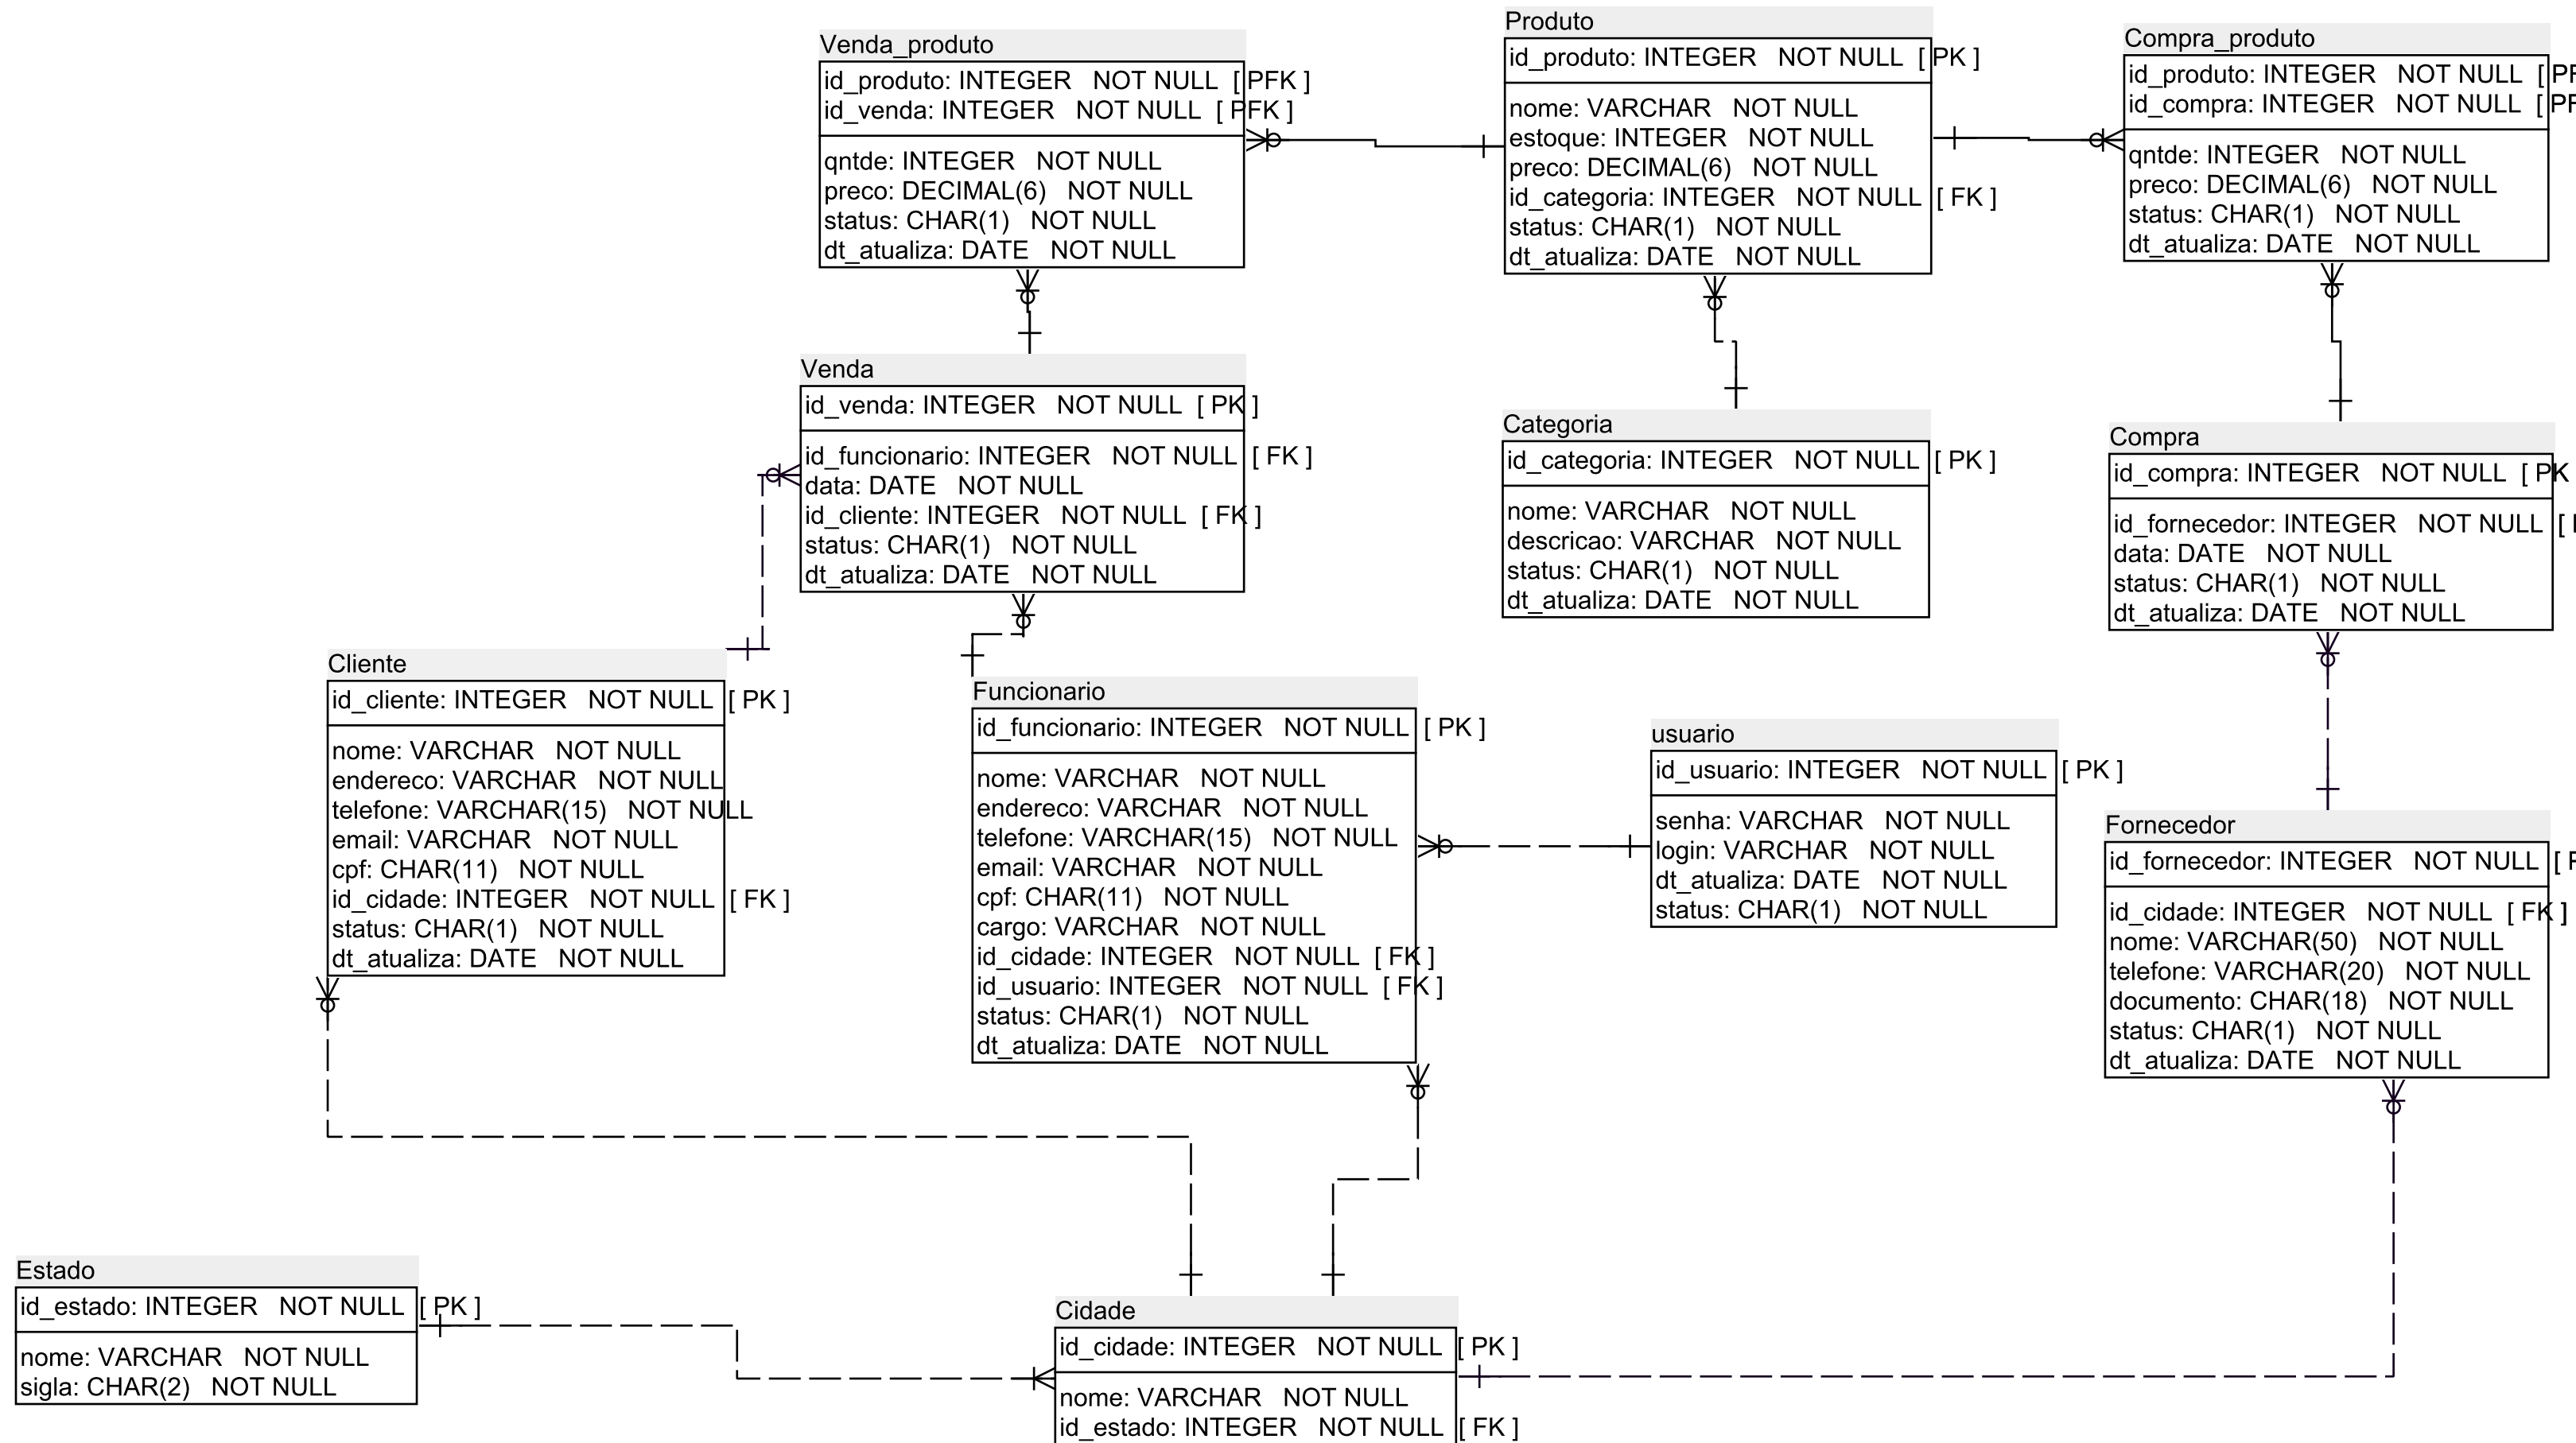 Venda_produto
id_produto: INTEGER NOT NULL [ PFK ]
id_venda: INTEGER NOT NULL [ PFK ]
qntde: INTEGER NOT NULL
preco: DECIMAL(6) NOT NULL
status: CHAR(1) NOT NULL
dt_atualiza: DATE NOT NULL
Produto
id_produto: INTEGER NOT NULL [ PK ]
nome: VARCHAR NOT NULL
estoque: INTEGER NOT NULL
preco: DECIMAL(6) NOT NULL
id_categoria: INTEGER NOT NULL [ FK ]
status: CHAR(1) NOT NULL
dt_atualiza: DATE NOT NULL
Compra_produto
id_produto: INTEGER NOT NULL [ PF
id_compra: INTEGER NOT NULL [ PF
qntde: INTEGER NOT NULL
preco: DECIMAL(6) NOT NULL
status: CHAR(1) NOT NULL
dt_atualiza: DATE NOT NULL
Venda
id_venda: INTEGER NOT NULL [ PK ]
id_funcionario: INTEGER NOT NULL [ FK ]
data: DATE NOT NULL
id_cliente: INTEGER NOT NULL [ FK ]
status: CHAR(1) NOT NULL
dt_atualiza: DATE NOT NULL
Categoria
id_categoria: INTEGER NOT NULL [ PK ]
nome: VARCHAR NOT NULL
descricao: VARCHAR NOT NULL
status: CHAR(1) NOT NULL
dt_atualiza: DATE NOT NULL
Compra
id_compra: INTEGER NOT NULL [ PK
id_fornecedor: INTEGER NOT NULL [
data: DATE NOT NULL
status: CHAR(1) NOT NULL
dt_atualiza: DATE NOT NULL
Cliente
id_cliente: INTEGER NOT NULL [ PK ]
nome: VARCHAR NOT NULL
endereco: VARCHAR NOT NULL
telefone: VARCHAR(15) NOT NULL
email: VARCHAR NOT NULL
cpf: CHAR(11) NOT NULL
id_cidade: INTEGER NOT NULL [ FK ]
status: CHAR(1) NOT NULL
dt_atualiza: DATE NOT NULL
Funcionario
id_funcionario: INTEGER NOT NULL [ PK ]
nome: VARCHAR NOT NULL
endereco: VARCHAR NOT NULL
telefone: VARCHAR(15) NOT NULL
email: VARCHAR NOT NULL
cpf: CHAR(11) NOT NULL
cargo: VARCHAR NOT NULL
id_cidade: INTEGER NOT NULL [ FK ]
id_usuario: INTEGER NOT NULL [ FK ]
status: CHAR(1) NOT NULL
dt_atualiza: DATE NOT NULL
usuario
id_usuario: INTEGER NOT NULL [ PK ]
senha: VARCHAR NOT NULL
login: VARCHAR NOT NULL
dt_atualiza: DATE NOT NULL
status: CHAR(1) NOT NULL
Fornecedor
id_fornecedor: INTEGER NOT NULL [
id_cidade: INTEGER NOT NULL [ FK ]
nome: VARCHAR(50) NOT NULL
telefone: VARCHAR(20) NOT NULL
documento: CHAR(18) NOT NULL
status: CHAR(1) NOT NULL
dt_atualiza: DATE NOT NULL
Estado
id_estado: INTEGER NOT NULL [ PK ]
nome: VARCHAR NOT NULL
sigla: CHAR(2) NOT NULL
Cidade
id_cidade: INTEGER NOT NULL [ PK ]
nome: VARCHAR NOT NULL
id_estado: INTEGER NOT NULL [ FK ]